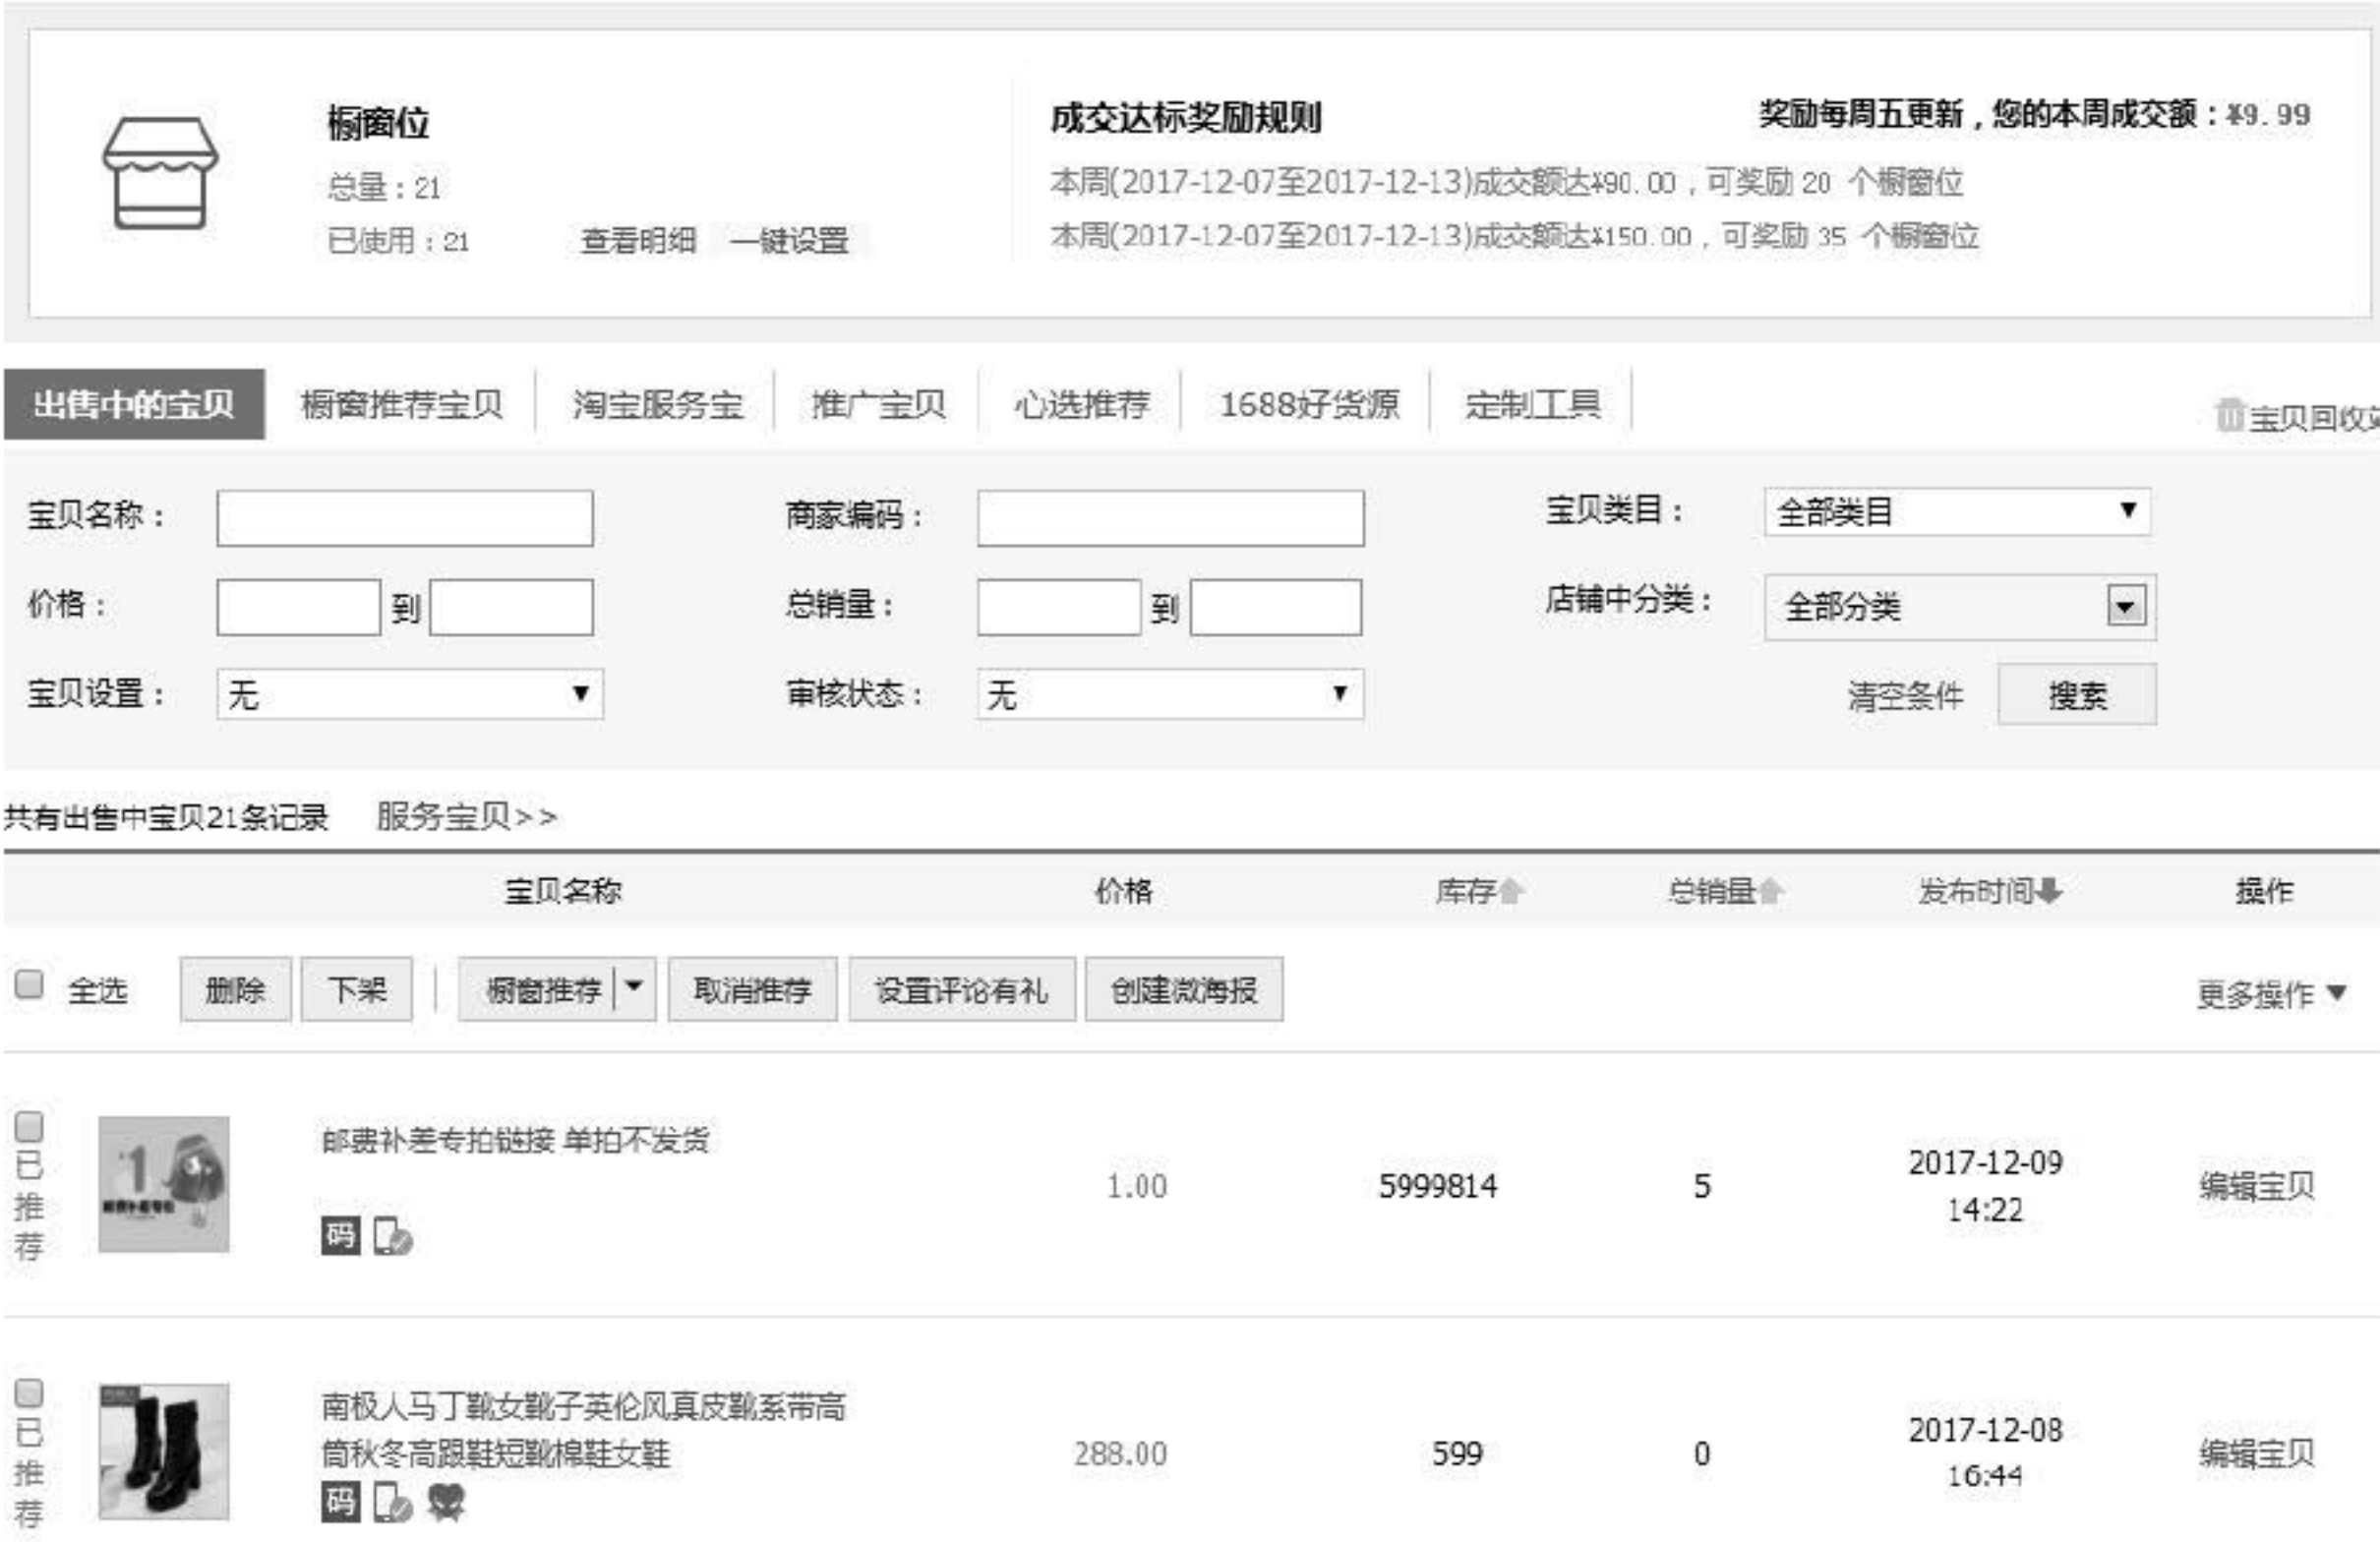 橱窗位
总量：21
已使用：21 查看明细 一键设置
成交达标奖励规则 奖励每周五更新，您的本周成交额：¥9.99
本周(2017-12-07至2017-12-13)成交额达¥90.00，可奖励 20 个橱窗位
本周(2017-12-07至2017-12-13)成交额达¥150.00，可奖励 35 个橱窗位
出售中的宝贝 橱窗推荐宝贝 淘宝服务宝 推广宝贝 心选推荐 1688好货源 定制工具 宝贝回收
宝贝名称： 商家编码： 宝贝类目： 全部类目
价格： 到 总销量： 到 店铺中分类： 全部分类
宝贝设置： 无 审核状态： 无 清空条件 搜索
共有出售中宝贝21条记录 服务宝贝>>
宝贝名称 价格 库存 总销量 发布时间 操作
全选 删除 下架 橱窗推荐 取消推荐 设置评论有礼 创建微海报 更多操作
已推荐
1
邮费补差专拍链接 单拍不发货
码
1.00 5999814 5 2017-12-09 编辑宝贝
14:22
已推荐
南极人马丁靴女靴子英伦风真皮靴系带高
筒秋冬高跟鞋短靴棉鞋女鞋
码
288.00 599 0 2017-12-08 编辑宝贝
16:44